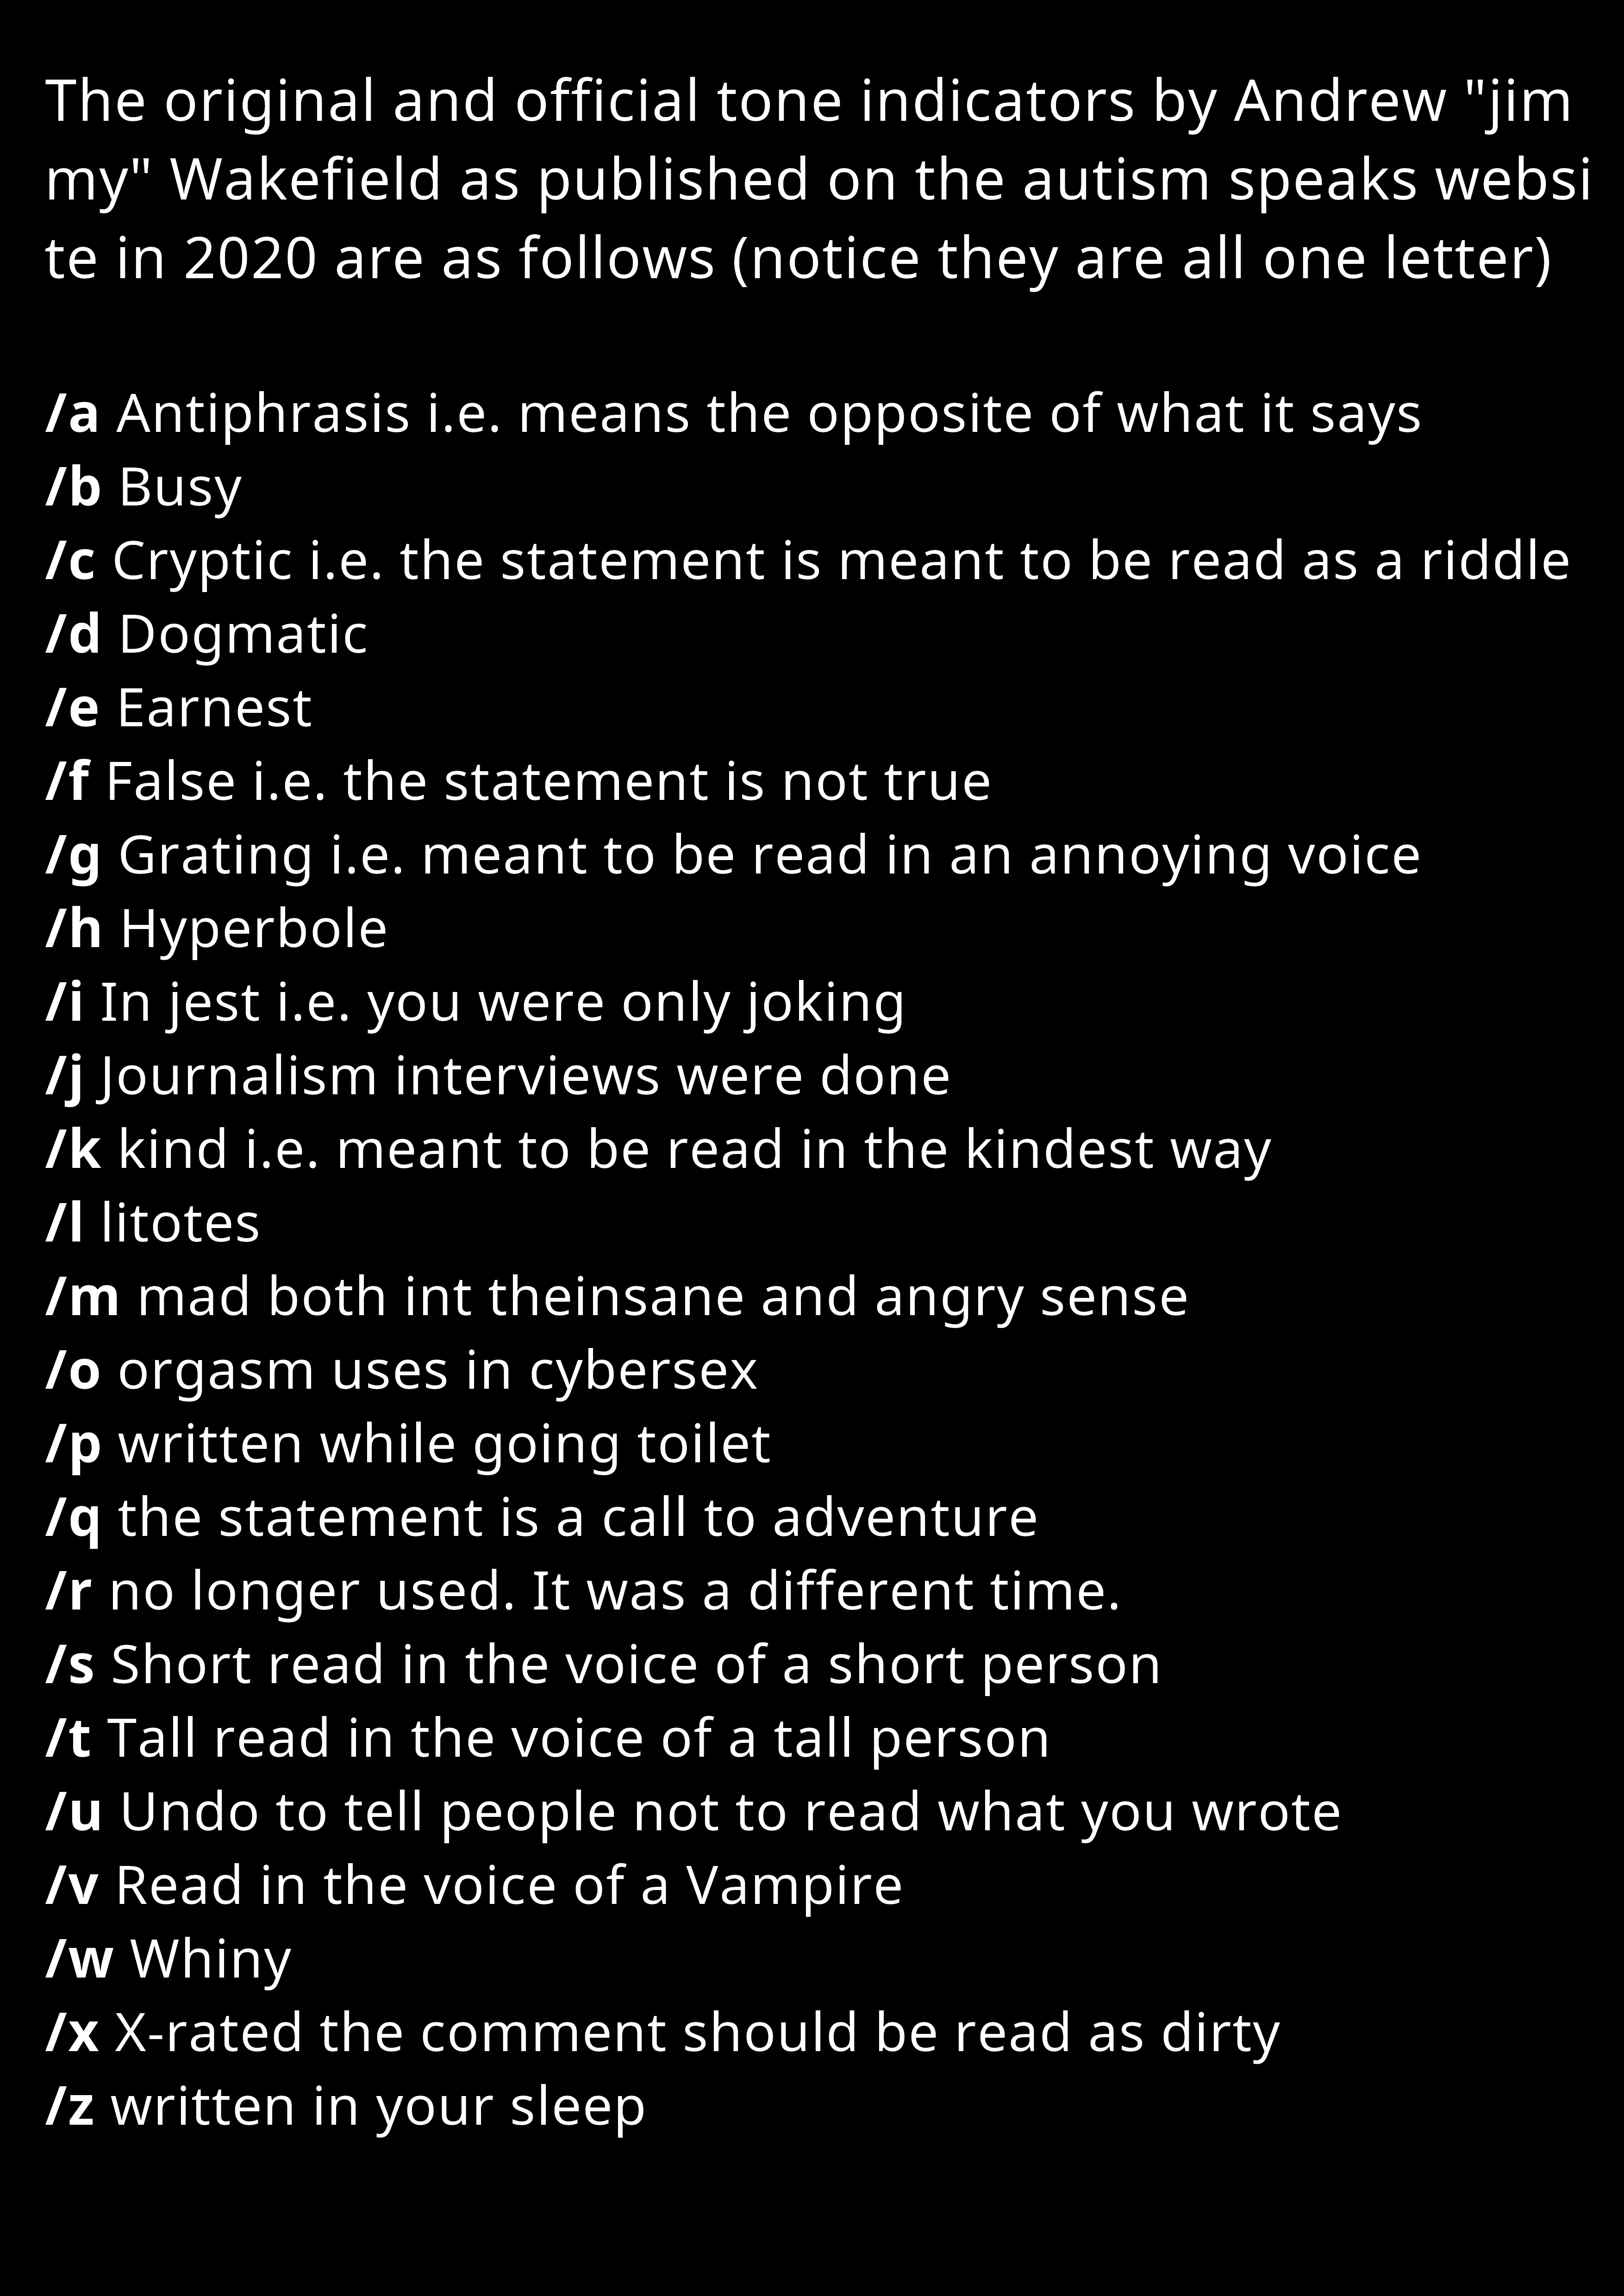 The original and official tone indicators by Andrew "jim
my" Wakefield as published on the autism speaks websi
te in 2020 are as follows (notice they are all one letter)
/a Antiphrasis i.e. means the opposite of what it says
/b Busy
/c Cryptic i.e. the statement is meant to be read as a riddle
/d Dogmatic
/e Earnest
/f False i.e. the statement is not true
/g Grating i.e. meant to be read in an annoying voice
/h Hyperbole
/i In jest i.e. you were only joking
/j Journalism interviews were done
/k kind i.e. meant to be read in the kindest way
/l litotes
/m mad both int theinsane and angry sense
/o orgasm uses in cybersex
/p written while going toilet
/q the statement is a call to adventure
/r no longer used. It was a different time.
/s Short read in the voice of a short person
/t Tall read in the voice of a tall person
/u Undo to tell people not to read what you wrote
/v Read in the voice of a Vampire
/w Whiny
/x X-rated the comment should be read as dirty
/z written in your sleep